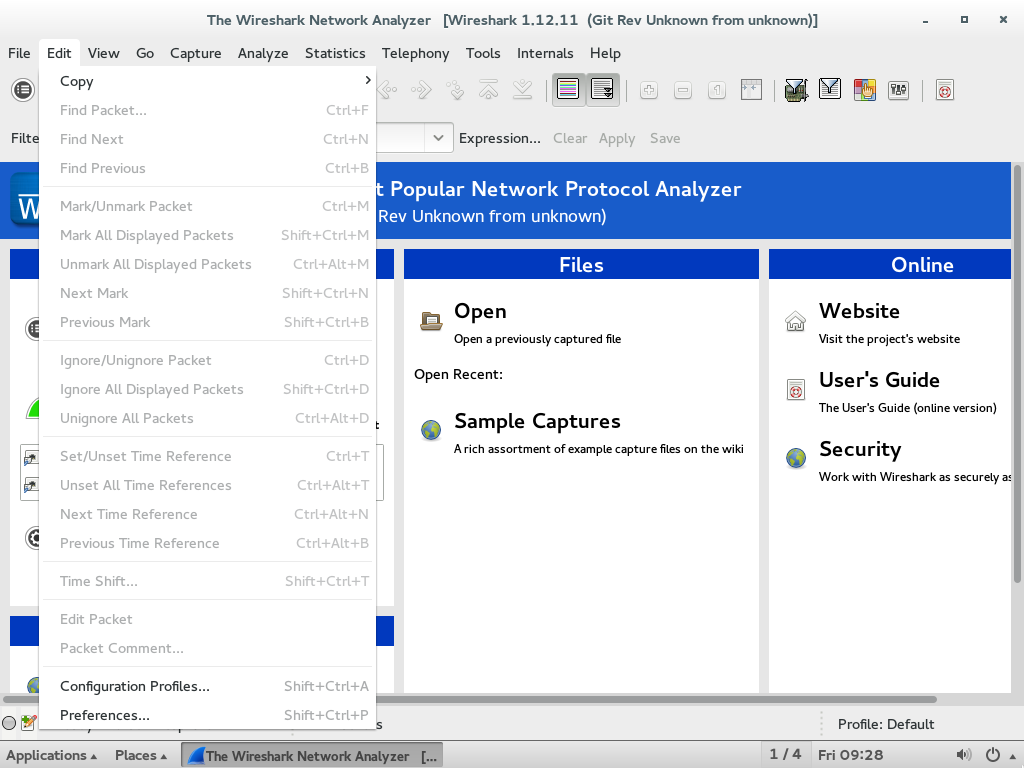 The Wireshark Network Analyzer [Wireshark 1.12.11 (Git Rev Unknown from unknown)]
File Edit View Go Capture Analyze Statistics Telephony Tools Internals Help
Copy
Find Packet... Ctrl+F
Find Next Ctrl+N
Find Previous Ctrl+B
Mark/Unmark Packet Ctrl+M
Mark All Displayed Packets Shift+Ctrl+M
Unmark All Displayed Packets Ctrl+Alt+M
Next Mark Shift+Ctrl+N
Previous Mark Shift+Ctrl+B
Ignore/Unignore Packet Ctrl+D
Ignore All Displayed Packets Shift+Ctrl+D
Unignore All Packets Ctrl+Alt+D
Set/Unset Time Reference Ctrl+T
Unset All Time References Ctrl+Alt+T
Next Time Reference Ctrl+Alt+N
Previous Time Reference Ctrl+Alt+B
Time Shift... Shift+Ctrl+T
Edit Packet
Packet Comment...
Configuration Profiles... Shift+Ctrl+A
Preferences... Shift+Ctrl+P
Filte Expression... Clear Apply Save
t Popular Network Protocol Analyzer
Rev Unknown from unknown)
Files
Open
Open a previously captured file
Open Recent:
Sample Captures
A rich assortment of example capture files on the wiki
Online
Website
Visit the project's website
User's Guide
The User's Guide (online version)
Security
Work with Wireshark as securely as
Profile: Default
Applications Places The Wireshark Network Analyzer [... 1 / 4 Fri 09:28